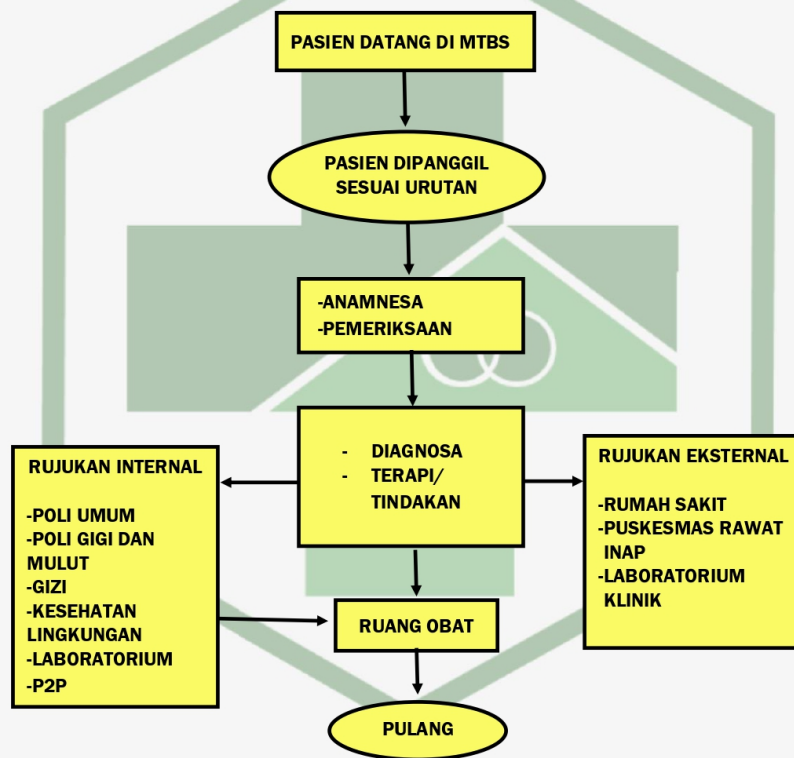 PASIEN DATANG DI MTBS
PASIEN DIPANGGIL
SESUAI URUTAN
-ANAMNESA
-PEMERIKSAAN
- DIAGNOSA
- TERAPI/
TINDAKAN
RUJUKAN INTERNAL
-POLI UMUM
-POLI GIGI DAN
MULUT
-GIZI
-KESEHATAN
LINGKUNGAN
-LABORATORIUM
-P2P
RUJUKAN EKSTERNAL
-RUMAH SAKIT
-PUSKESMAS RAWAT
INAP
-LABORATORIUM
KLINIK
RUANG OBAT
PULANG